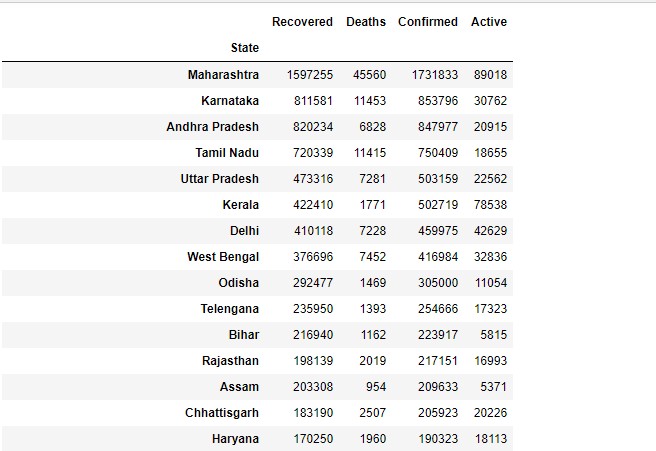 Recovered Deaths Confirmed Active
State
Maharashtra 1597255 45560 1731833 89018
Karnataka 811581 11453 853796 30762
Andhra Pradesh 820234 6828 847977 20915
Tamil Nadu 720339 11415 750409 18655
Uttar Pradesh 473316 7281 503159 22562
Kerala 422410 1771 502719 78538
Delhi 410118 7228 459975 42629
West Bengal 376696 7452 416984 32836
Odisha 292477 1469 305000 11054
Telengana 235950 1393 254666 17323
Bihar 216940 1162 223917 5815
Rajasthan 198139 2019 217151 16993
Assam 203308 954 209633 5371
Chhattisgarh 183190 2507 205923 20226
Haryana 170250 1960 190323 18113